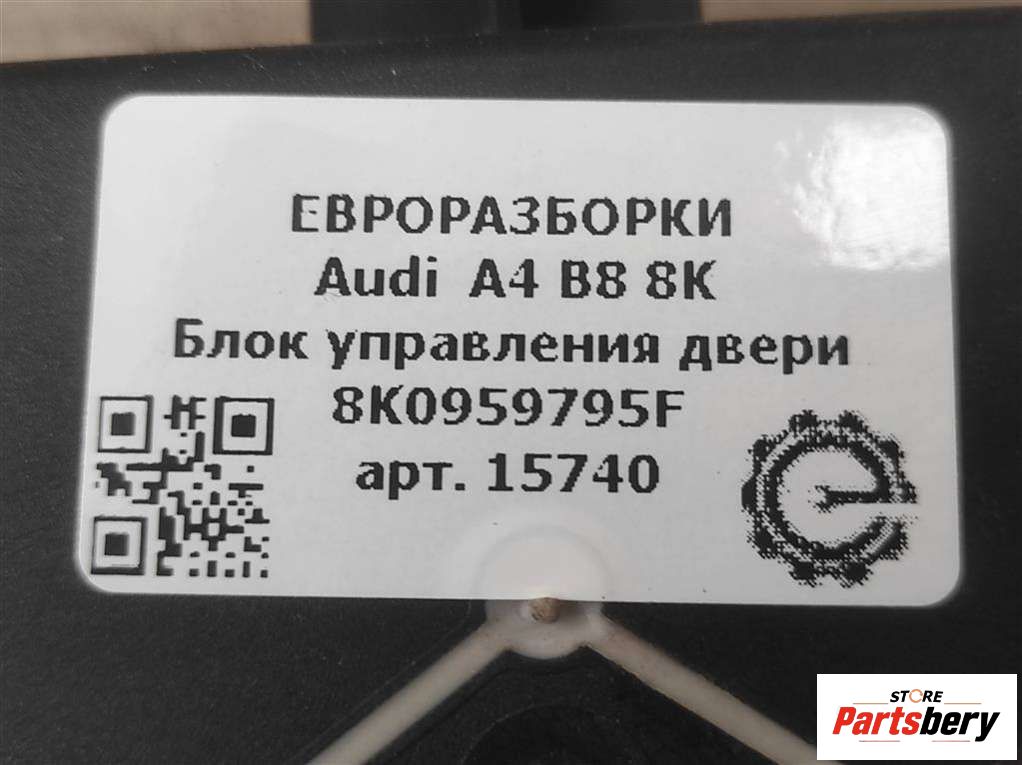 ЕВРОРАЗБОРКИ
Audi A4 B8 8K
Блок управления двери
8K0959795F
арт. 15740
STORE
Partsbery